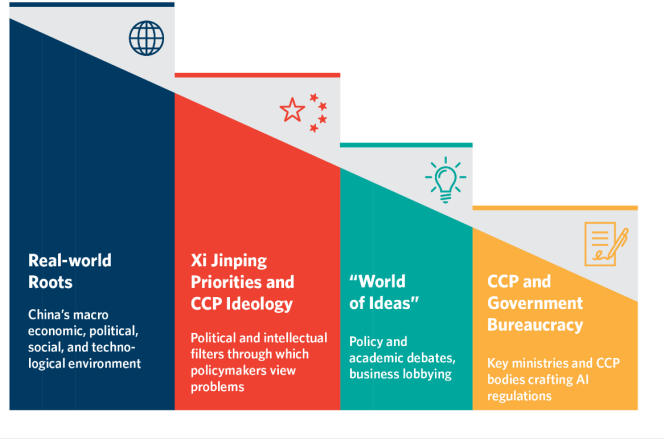 Real-world
Roots
China's macro
economic, political,
social, and techno-
logical environment
Xi Jinping
Priorities and
CCP Ideology
Political and intellectual
filters through which
policymakers view
problems
"World
of Ideas"
Policy and
academic debates,
business lobbying
CCP and
Government
Bureaucracy
Key ministries and CCP
bodies crafting AI
regulations